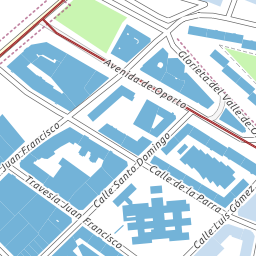 Avenida de Oporto
Glorieta del Valle de O
Juan Francisco
Calle Santo Domingo
Calle de la Parra
Travesía Juan Francisco
Calle Luis Gómez